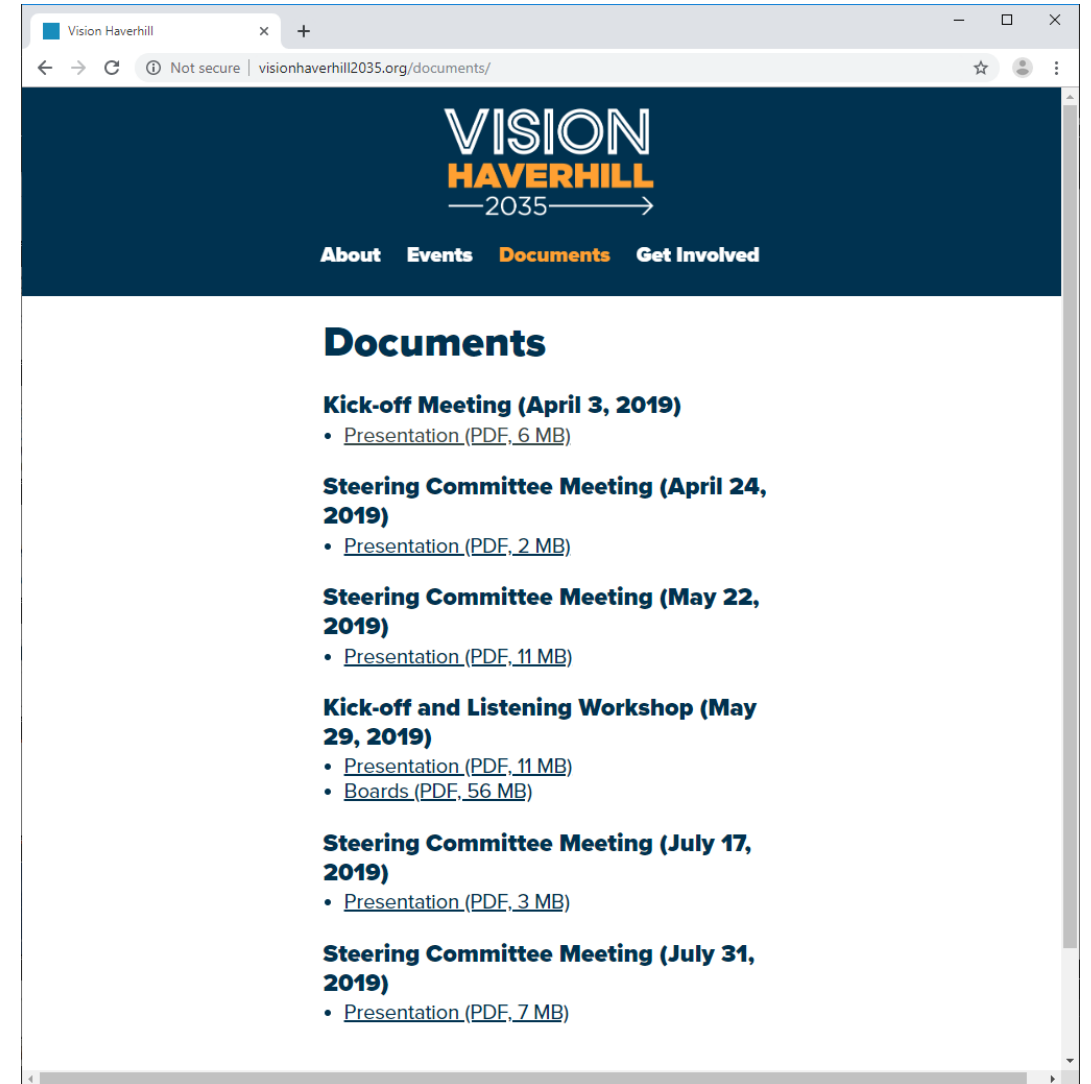 Vision Haverhill
Not secure | visionhaverhill2035.org/documents/
VISION
HAVERHILL
2035
About Events Documents Get Involved
Documents
Kick-off Meeting (April 3, 2019)
• Presentation (PDF, 6 MB)
Steering Committee Meeting (April 24,
2019)
• Presentation (PDF, 2 MB)
Steering Committee Meeting (May 22,
2019)
• Presentation (PDF, 11 MB)
Kick-off and Listening Workshop (May
29, 2019)
• Presentation (PDF, 11 MB)
• Boards (PDF, 56 MB)
Steering Committee Meeting (July 17,
2019)
• Presentation (PDF, 3 MB)
Steering Committee Meeting (July 31,
2019)
• Presentation (PDF, 7 MB)